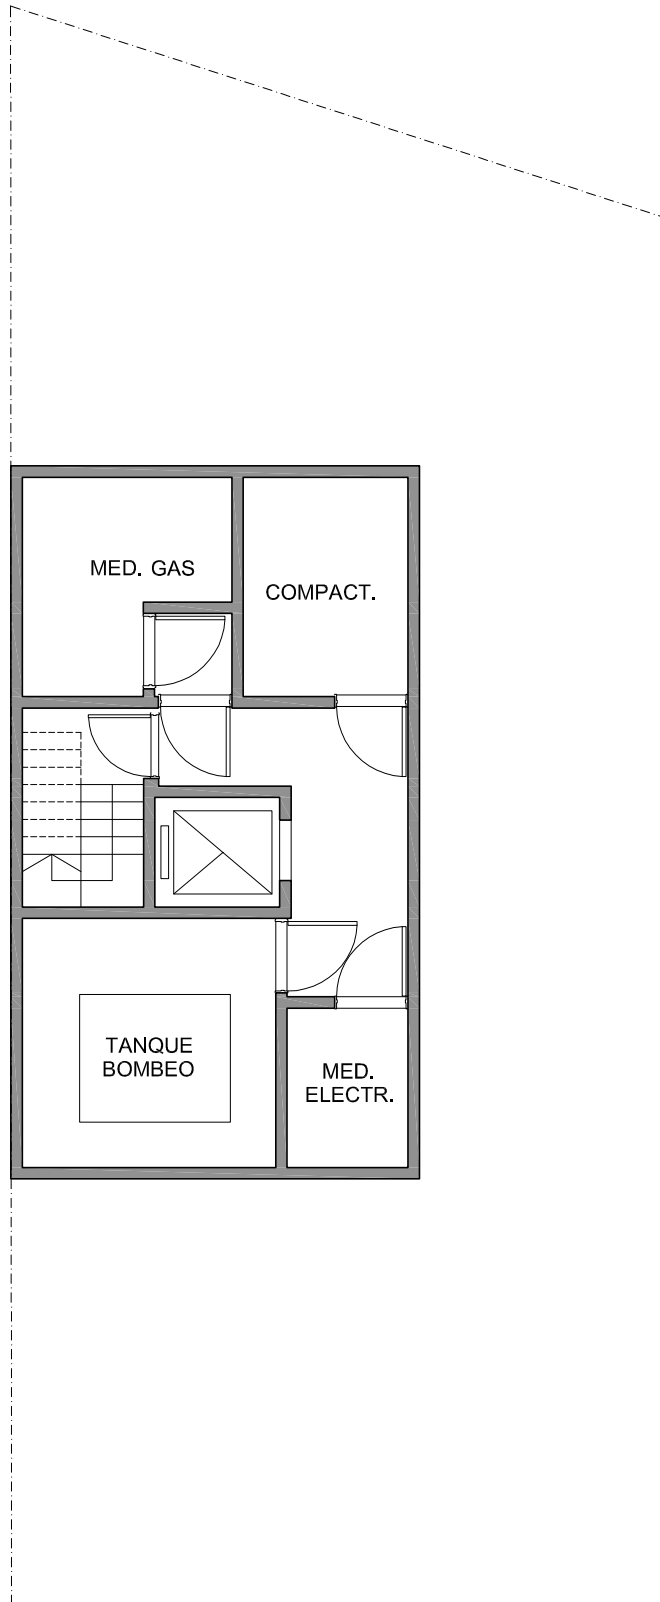 MED. GAS
COMPACT.
TANQUE
BOMBEO
MED.
ELECTR.